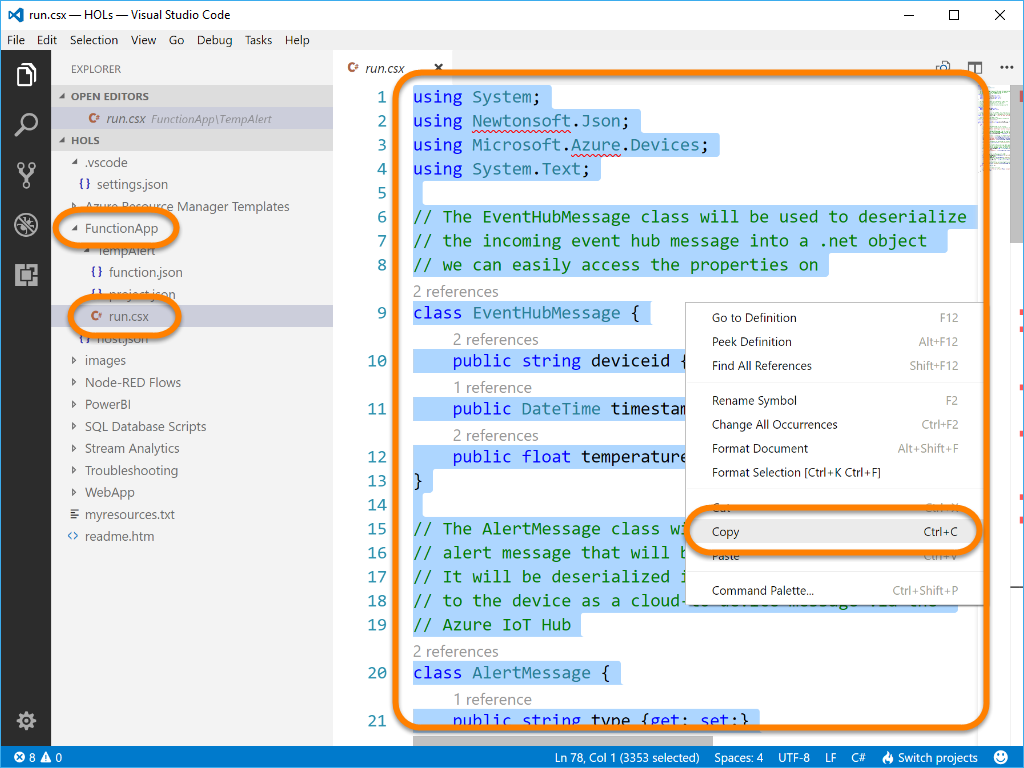 run.csx — HOLs — Visual Studio Code
File Edit Selection View Go Debug Tasks Help
EXPLORER
OPEN EDITORS
run.csx FunctionApp\TempAlert
HOLS
.vscode
{} settings.json
Azure Resource Manager Templates
FunctionApp
TempAlert
{} function.json
{} project.json
run.csx
{} host.json
images
Node-RED Flows
PowerBI
SQL Database Scripts
Stream Analytics
Troubleshooting
WebApp
myresources.txt
<> readme.htm
run.csx
1 using System;
2 using Newtonsoft.Json;
3 using Microsoft.Azure.Devices;
4 using System.Text;
5
6 // The EventHubMessage class will be used to deserialize
7 // the incoming event hub message into a .net object
8 // we can easily access the properties on
2 references
9 class EventHubMessage {
2 references
10 public string deviceid {
1 reference
11 public DateTime timestam
2 references
12 public float temperature
13 }
14
15 // The AlertMessage class wi
16 // alert message that will b
17 // It will be deserialized i
18 // to the device as a cloud-to-device message via the
19 // Azure IoT Hub
2 references
20 class AlertMessage {
1 reference
21 public string type {get; set;}
Go to Definition F12
Peek Definition Alt+F12
Find All References Shift+F12
Rename Symbol F2
Change All Occurrences Ctrl+F2
Format Document Alt+Shift+F
Format Selection [Ctrl+K Ctrl+F]
Cut Ctrl+X
Copy Ctrl+C
Paste Ctrl+V
Command Palette... Ctrl+Shift+P
8 0 Ln 78, Col 1 (3353 selected) Spaces: 4 UTF-8 LF C# Switch projects